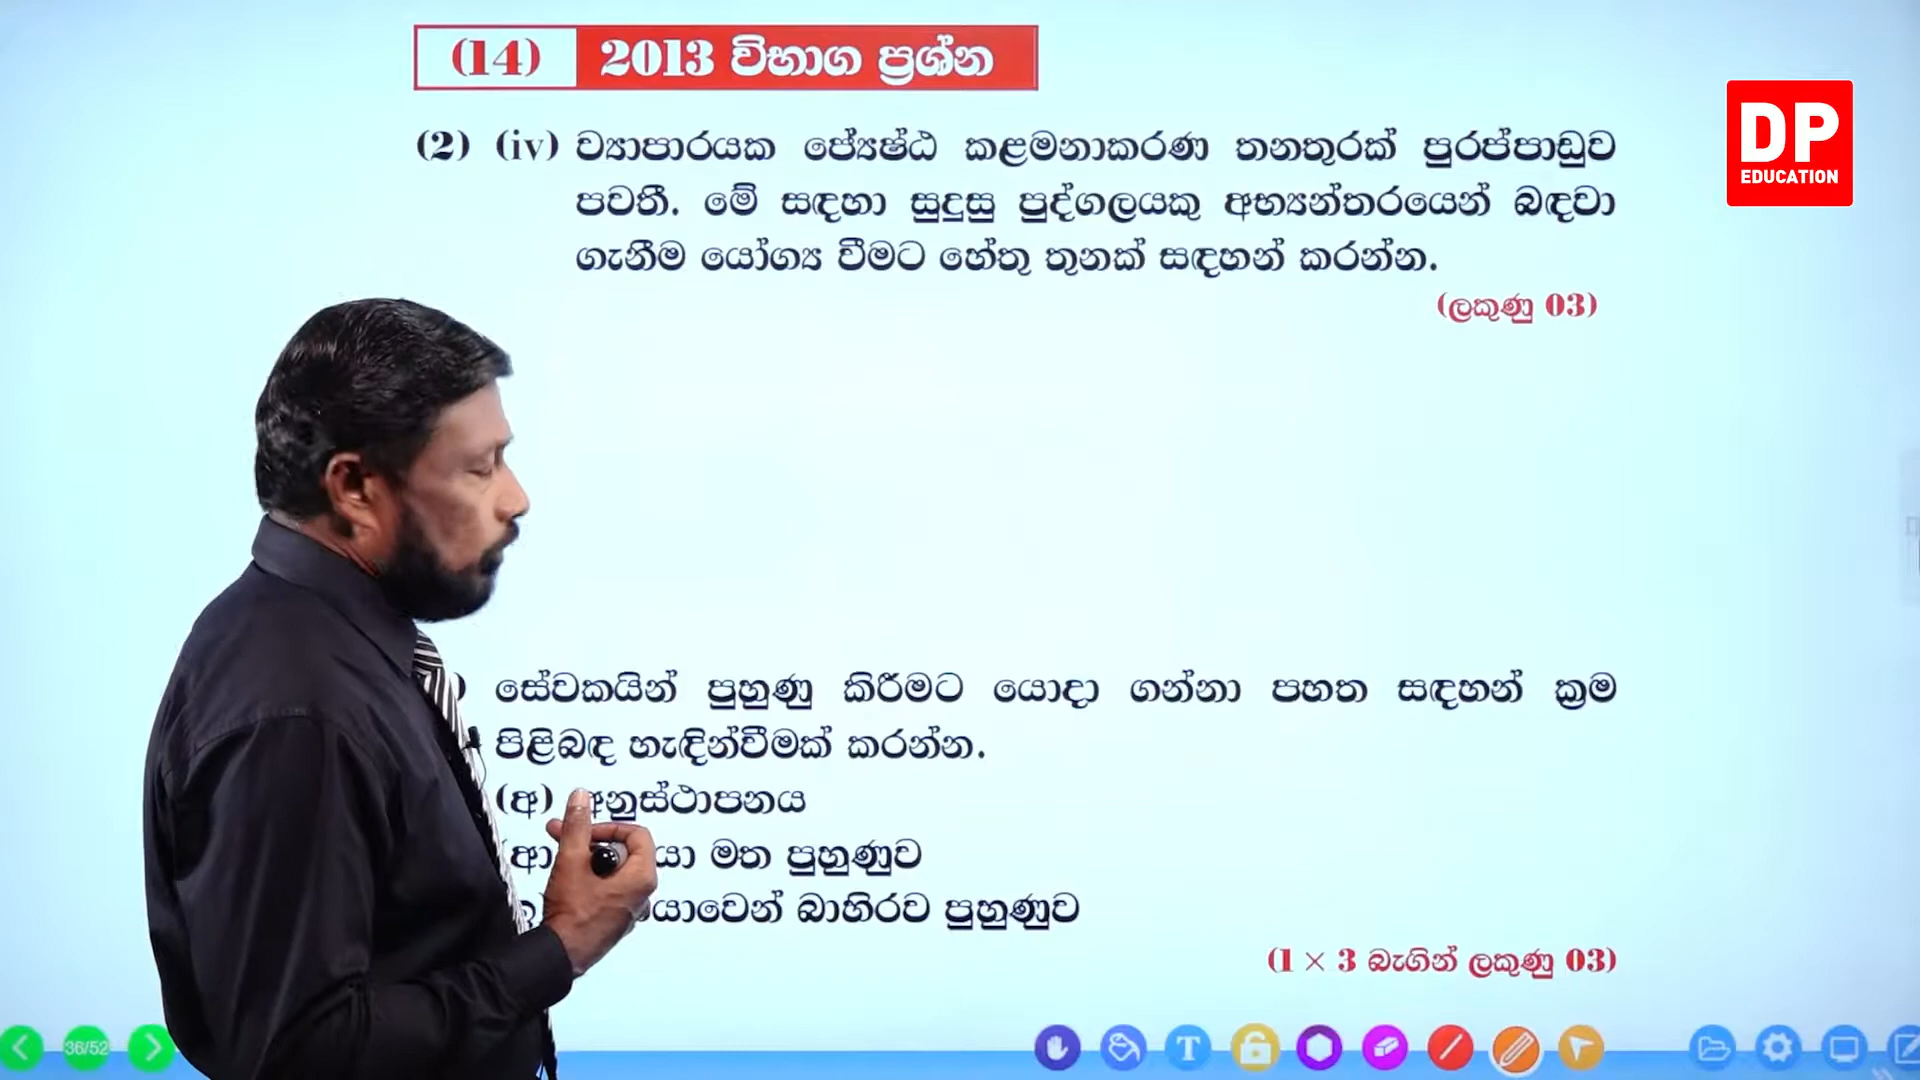 (14) 2013 විභාග ප්‍රශ්න
DP
EDUCATION
(2) (iv) ව්‍යාපාරයක ජ්‍යේෂ්ඨ කළමනාකරණ තනතුරක් පුරප්පාඩුව
පවතී. මේ සඳහා සුදුසු පුද්ගලයකු අභ්‍යන්තරයෙන් බඳවා
ගැනීම යෝග්‍ය වීමට හේතු තුනක් සඳහන් කරන්න.
(ලකුණු 03)
සේවකයින් පුහුණු කිරීමට යොදා ගන්නා පහත සඳහන් ක්‍රම
පිළිබඳ හැඳින්වීමක් කරන්න.
(අ) අනුස්ථාපනය
(ආ මත පුහුණුව
බාහිරව පුහුණුව
(1 × 3 බැගින් ලකුණු 03)
36/52
T